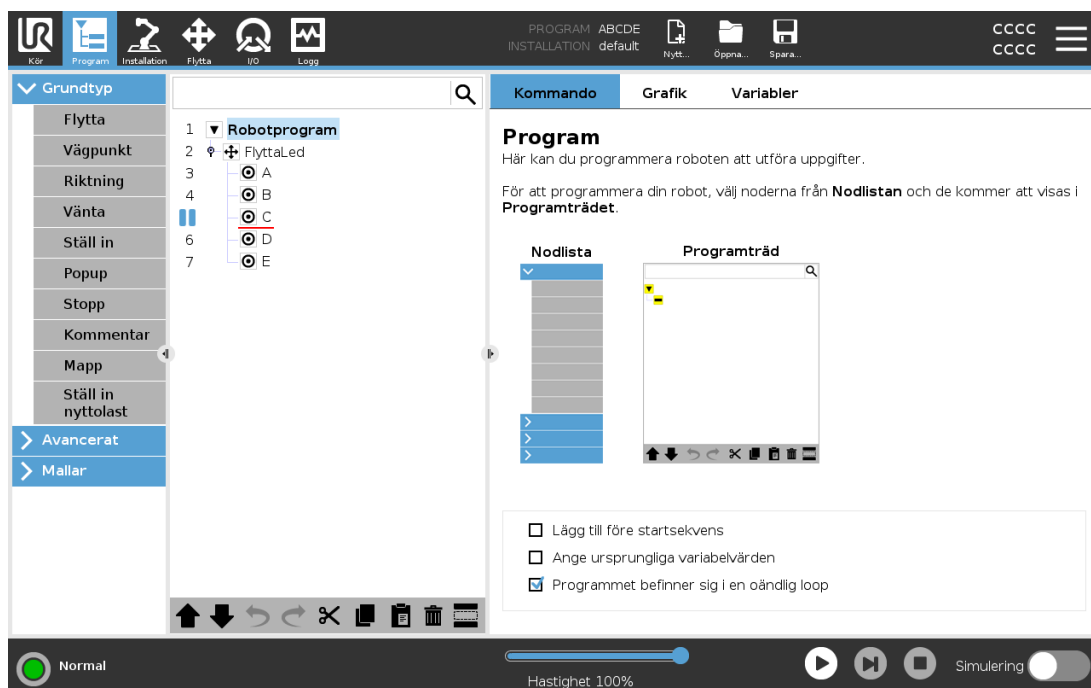 PROGRAM ABCDE
INSTALLATION default
CCCC
CCCC
Kör
Program
Installation
Flytta
I/O
Logg
Nytt...
Öppna...
Spara...
Grundtyp
Flytta
Vägpunkt
Riktning
Vänta
Ställ in
Popup
Stopp
Kommentar
Mapp
Ställ in
nyttolast
Avancerat
Mallar
1 Robotprogram
2 FlyttaLed
3 A
4 B
C
6 D
7 E
Kommando Grafik Variabler
Program
Här kan du programmera roboten att utföra uppgifter.
För att programmera din robot, välj noderna från Nodlistan och de kommer att visas i
Programträdet.
Nodlista Programträd
Lägg till före startsekvens
Ange ursprungliga variabelvärden
Programmet befinner sig i en oändlig loop
Normal
Hastighet 100%
Simulering